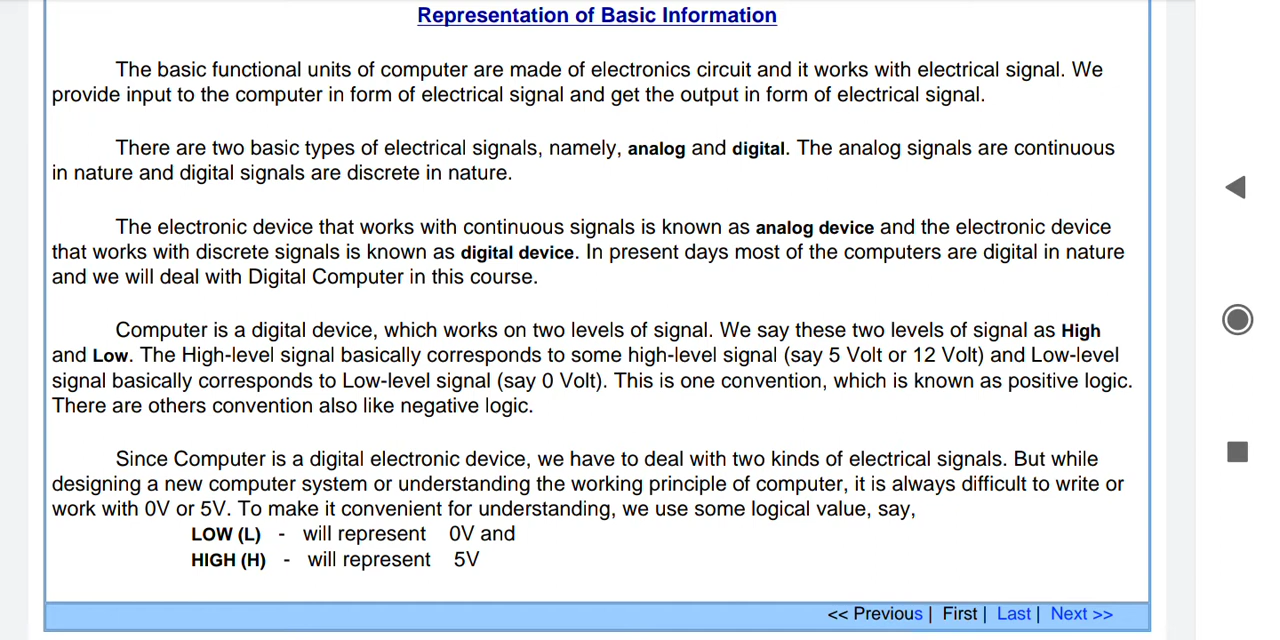 Representation of Basic Information
The basic functional units of computer are made of electronics circuit and it works with electrical signal. We
provide input to the computer in form of electrical signal and get the output in form of electrical signal.
There are two basic types of electrical signals, namely, analog and digital. The analog signals are continuous
in nature and digital signals are discrete in nature.
The electronic device that works with continuous signals is known as analog device and the electronic device
that works with discrete signals is known as digital device. In present days most of the computers are digital in nature
and we will deal with Digital Computer in this course.
Computer is a digital device, which works on two levels of signal. We say these two levels of signal as High
and Low. The High-level signal basically corresponds to some high-level signal (say 5 Volt or 12 Volt) and Low-level
signal basically corresponds to Low-level signal (say 0 Volt). This is one convention, which is known as positive logic.
There are others convention also like negative logic.
Since Computer is a digital electronic device, we have to deal with two kinds of electrical signals. But while
designing a new computer system or understanding the working principle of computer, it is always difficult to write or
work with 0V or 5V. To make it convenient for understanding, we use some logical value, say,
LOW (L) - will represent 0V and
HIGH (H) - will represent 5V
<< Previous | First | Last | Next >>